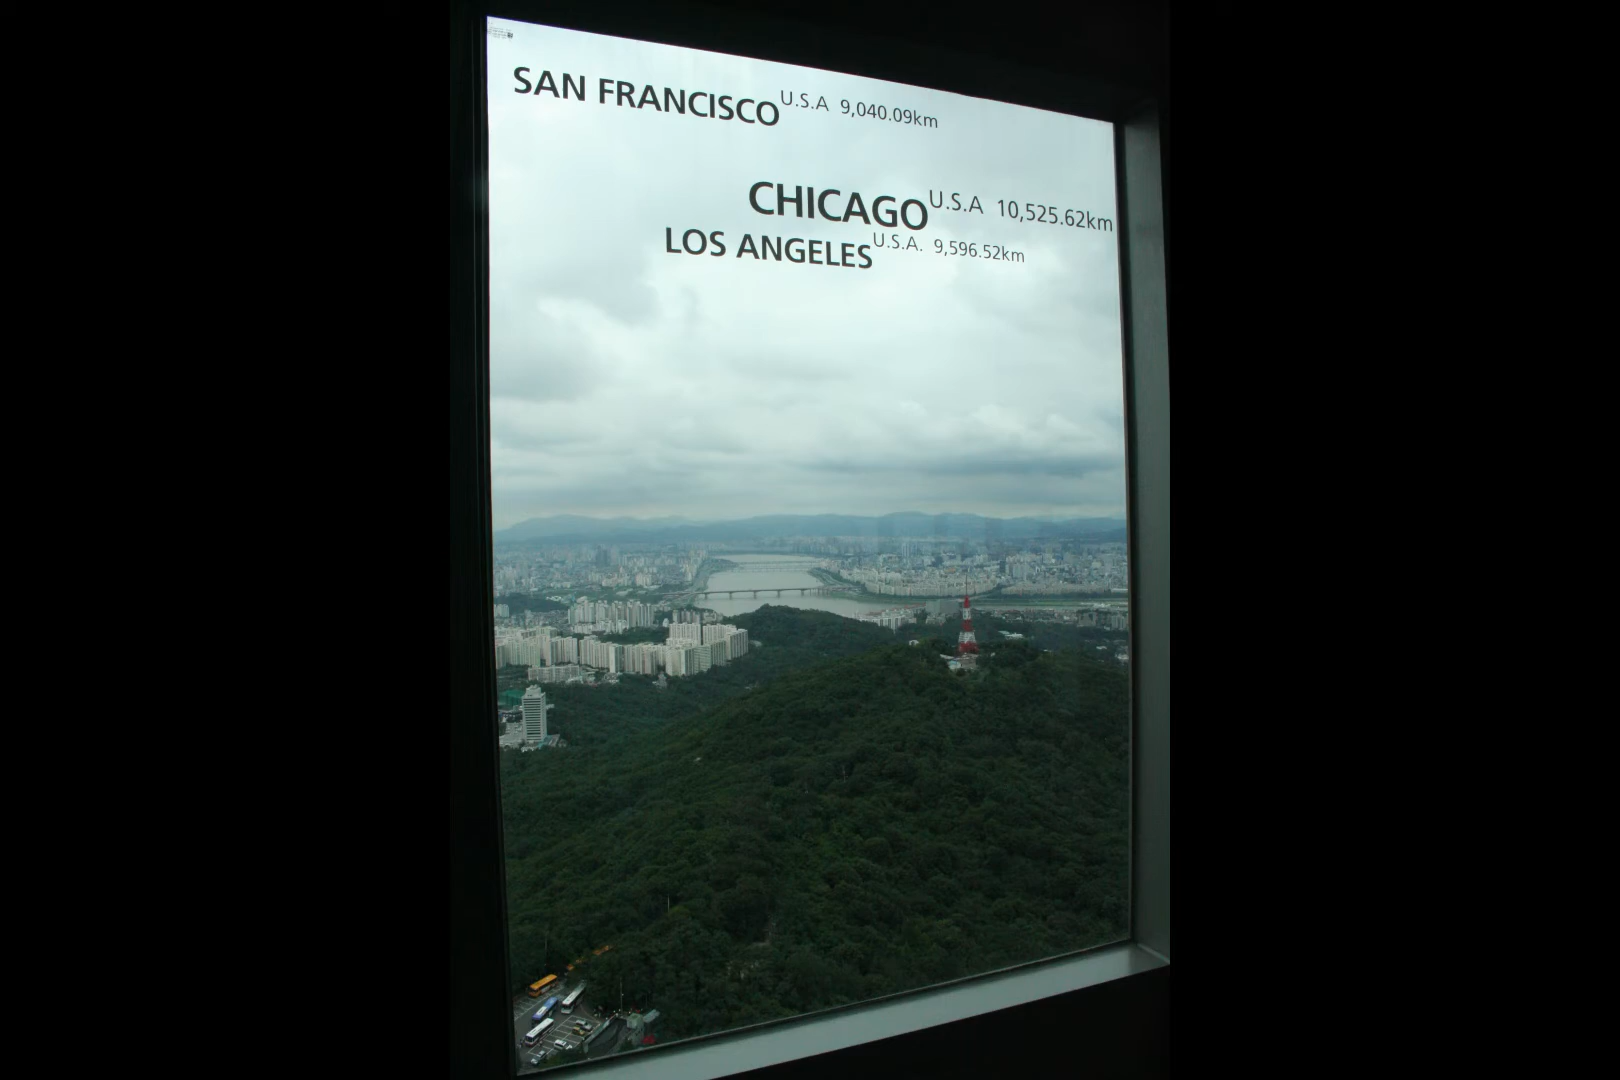 SAN FRANCISCO U.S.A 9,040.09km
CHICAGO U.S.A 10,525.62km
LOS ANGELES U.S.A. 9,596.52km